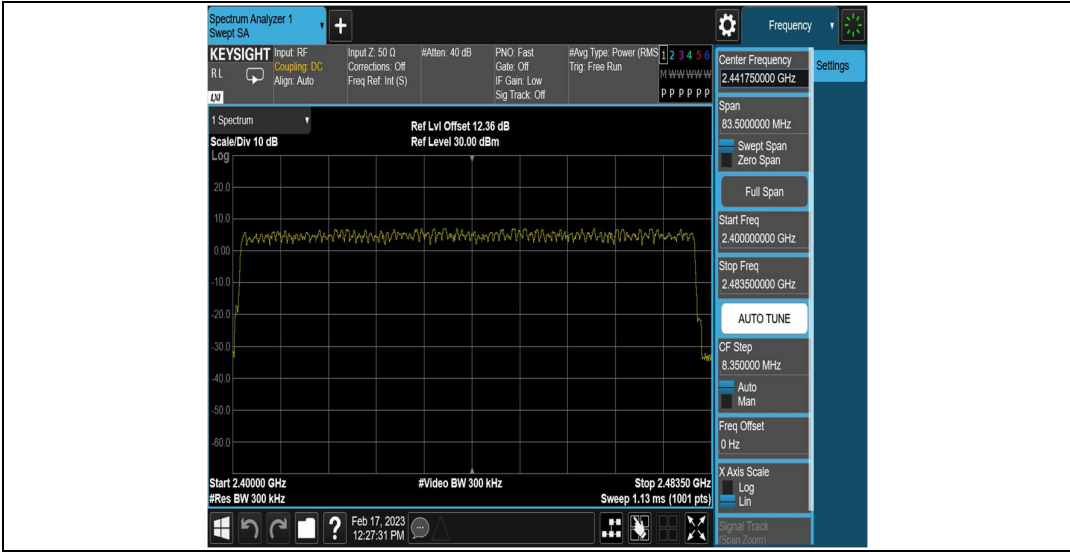 Spectrum Analyzer 1
Swept SA
Frequency
KEYSIGHT
RL
LXI
Input: RF
Coupling: DC
Align: Auto
Input Z: 50 Ω
Corrections: Off
Freq Ref: Int (S)
#Atten: 40 dB
PNO: Fast
Gate: Off
IF Gain: Low
Sig Track: Off
#Avg Type: Power (RMS
Trig: Free Run
1 2 3 4 5 6
M W W W W W
P P P P P P
1 Spectrum
Scale/Div 10 dB
Ref Lvl Offset 12.36 dB
Ref Level 30.00 dBm
Log
20.0
10.0
0.00
-10.0
-20.0
-30.0
-40.0
-50.0
-60.0
Start 2.40000 GHz
#Res BW 300 kHz
#Video BW 300 kHz
Stop 2.48350 GHz
Sweep 1.13 ms (1001 pts)
Feb 17, 2023
12:27:31 PM
Center Frequency
2.441750000 GHz
Settings
Span
83.5000000 MHz
Swept Span
Zero Span
Full Span
Start Freq
2.400000000 GHz
Stop Freq
2.483500000 GHz
AUTO TUNE
CF Step
8.350000 MHz
Auto
Man
Freq Offset
0 Hz
X Axis Scale
Log
Lin
Signal Track
(Span Zoom)